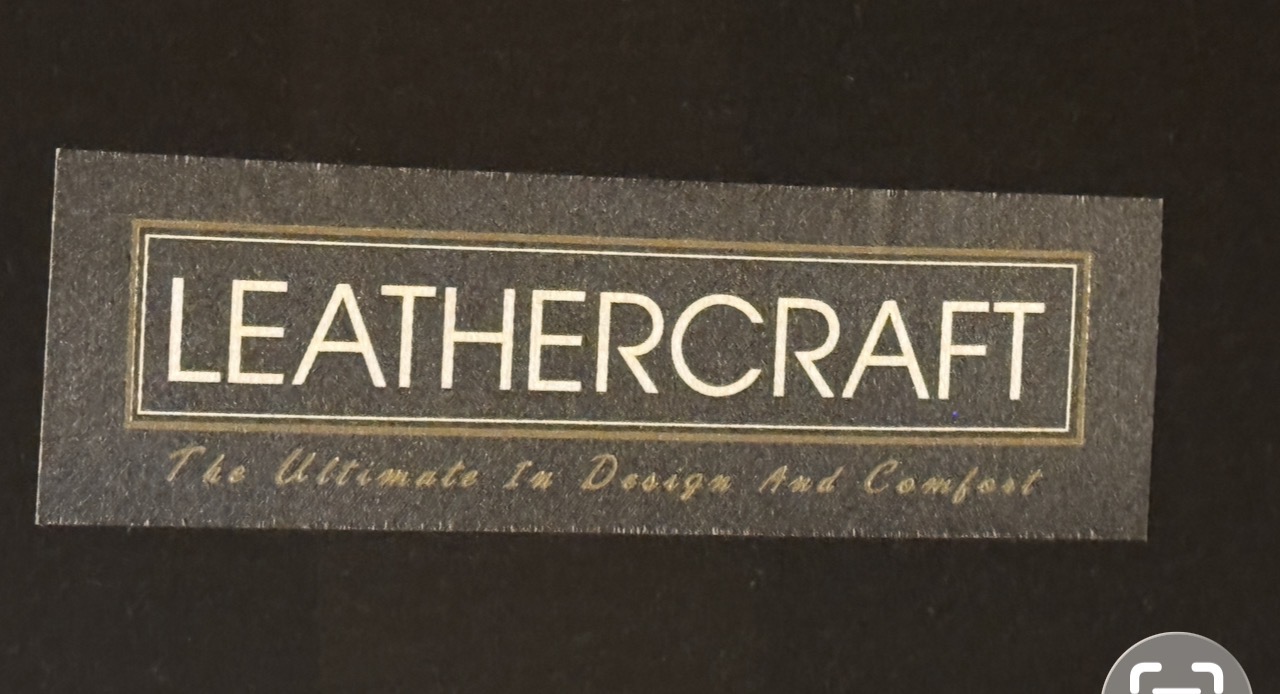 LEATHERCRAFT
The Ultimate In Design And Comfort